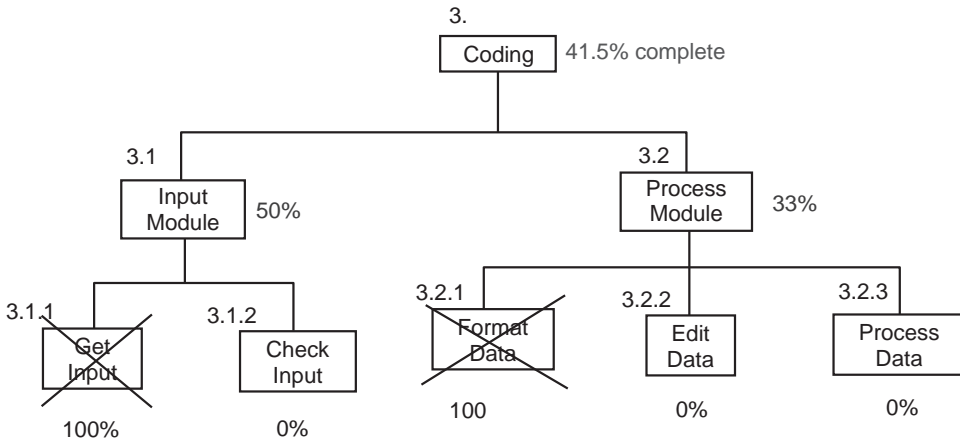 3.
Coding
41.5% complete
3.1
Input
Module
50%
3.2
Process
Module
33%
3.1.1
Get
Input
100%
3.1.2
Check
Input
0%
3.2.1
Format
Data
100
3.2.2
Edit
Data
0%
3.2.3
Process
Data
0%